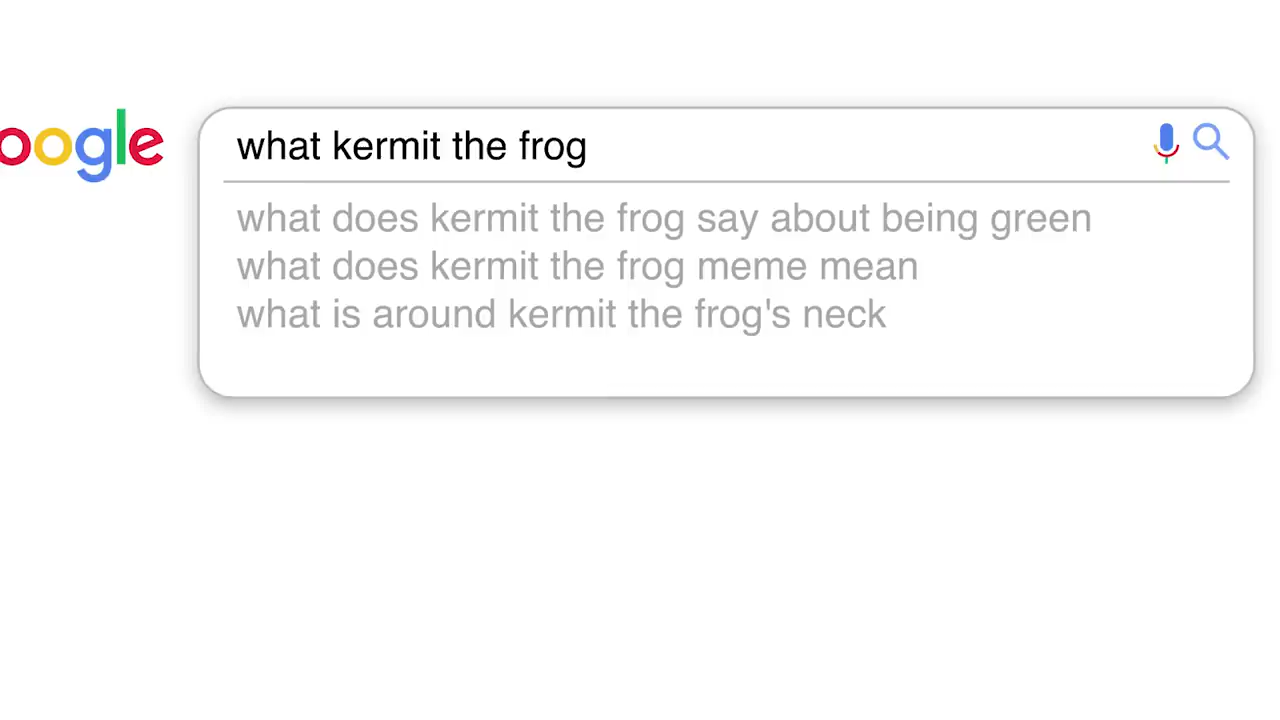 oogle
what kermit the frog
what does kermit the frog say about being green
what does kermit the frog meme mean
what is around kermit the frog's neck